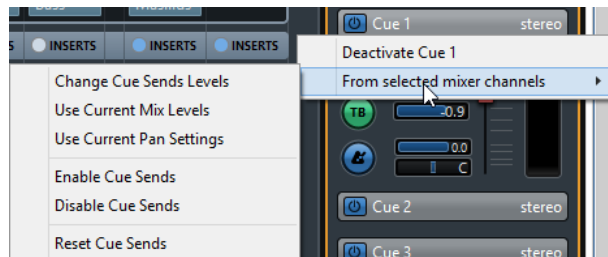 Cue 1 stereo
S INSERTS INSERTS INSERTS
Deactivate Cue 1
From selected mixer channels
Change Cue Sends Levels
Use Current Mix Levels
Use Current Pan Settings
Enable Cue Sends
Disable Cue Sends
Reset Cue Sends
TB -0.9
0.0
C
Cue 2 stereo
Cue 3 stereo